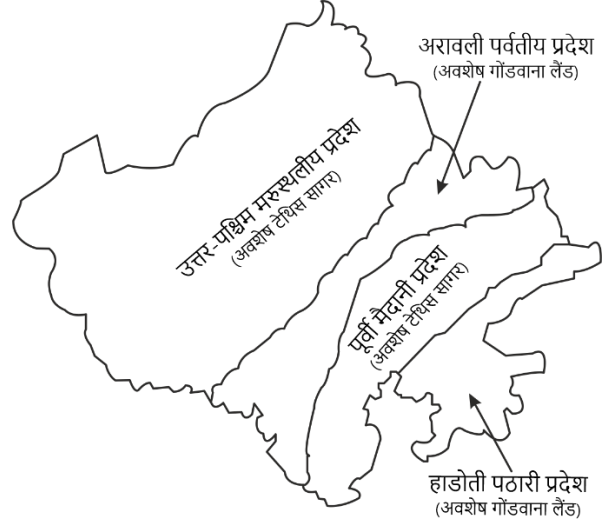 अरावली पर्वतीय प्रदेश
(अवशेष गोंडवाना लैंड)
उत्तर-पश्चिम मरुस्थलीय प्रदेश
(अवशेष टेथिस सागर)
पूर्वी मैदानी प्रदेश
(अवशेष टेथिस सागर)
हाडोती पठारी प्रदेश
(अवशेष गोंडवाना लैंड)